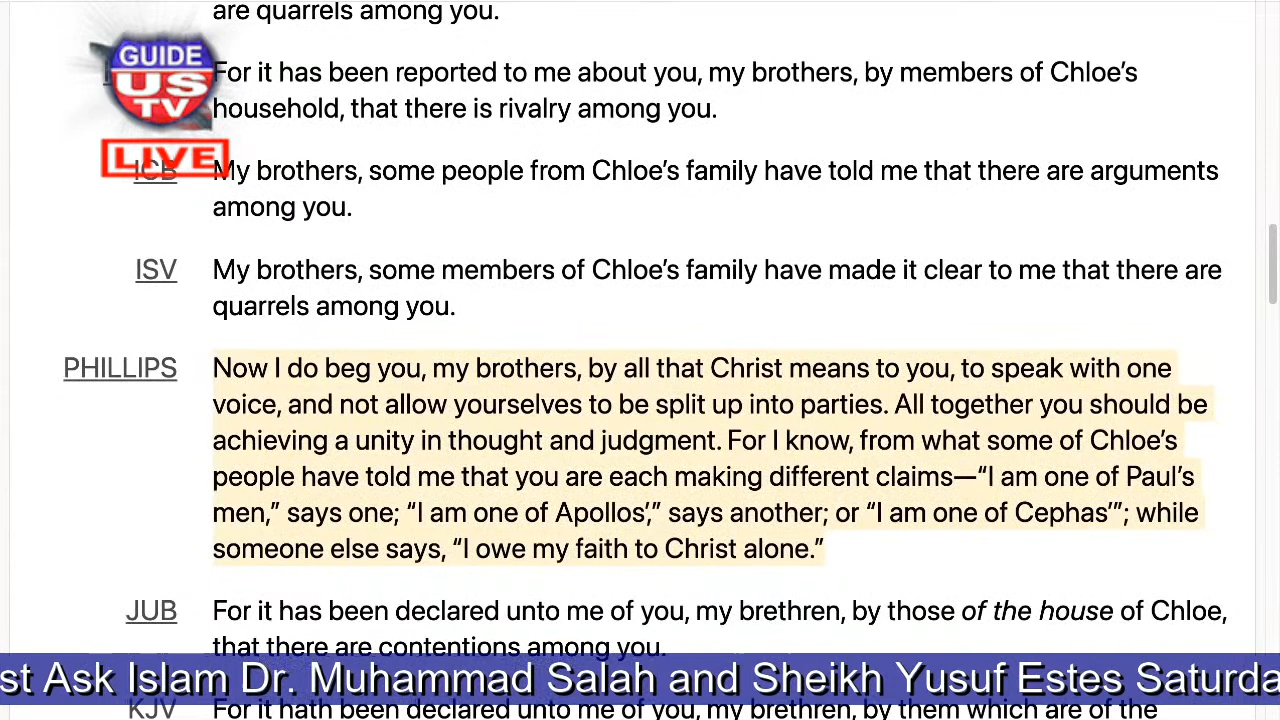 are quarrels among you.
GUIDE
US
TV
LIVE
For it has been reported to me about you, my brothers, by members of Chloe’s
household, that there is rivalry among you.
ICB My brothers, some people from Chloe’s family have told me that there are arguments
among you.
ISV My brothers, some members of Chloe’s family have made it clear to me that there are
quarrels among you.
PHILLIPS Now I do beg you, my brothers, by all that Christ means to you, to speak with one
voice, and not allow yourselves to be split up into parties. All together you should be
achieving a unity in thought and judgment. For I know, from what some of Chloe’s
people have told me that you are each making different claims—“I am one of Paul’s
men,” says one; “I am one of Apollos’,” says another; or “I am one of Cephas’”; while
someone else says, “I owe my faith to Christ alone.”
JUB For it has been declared unto me of you, my brethren, by those of the house of Chloe,
that there are contentions among you.
st Ask Islam Dr. Muhammad Salah and Sheikh Yusuf Estes Saturda
KJV For it hath been declared unto me of you, my brethren, by them which are of the